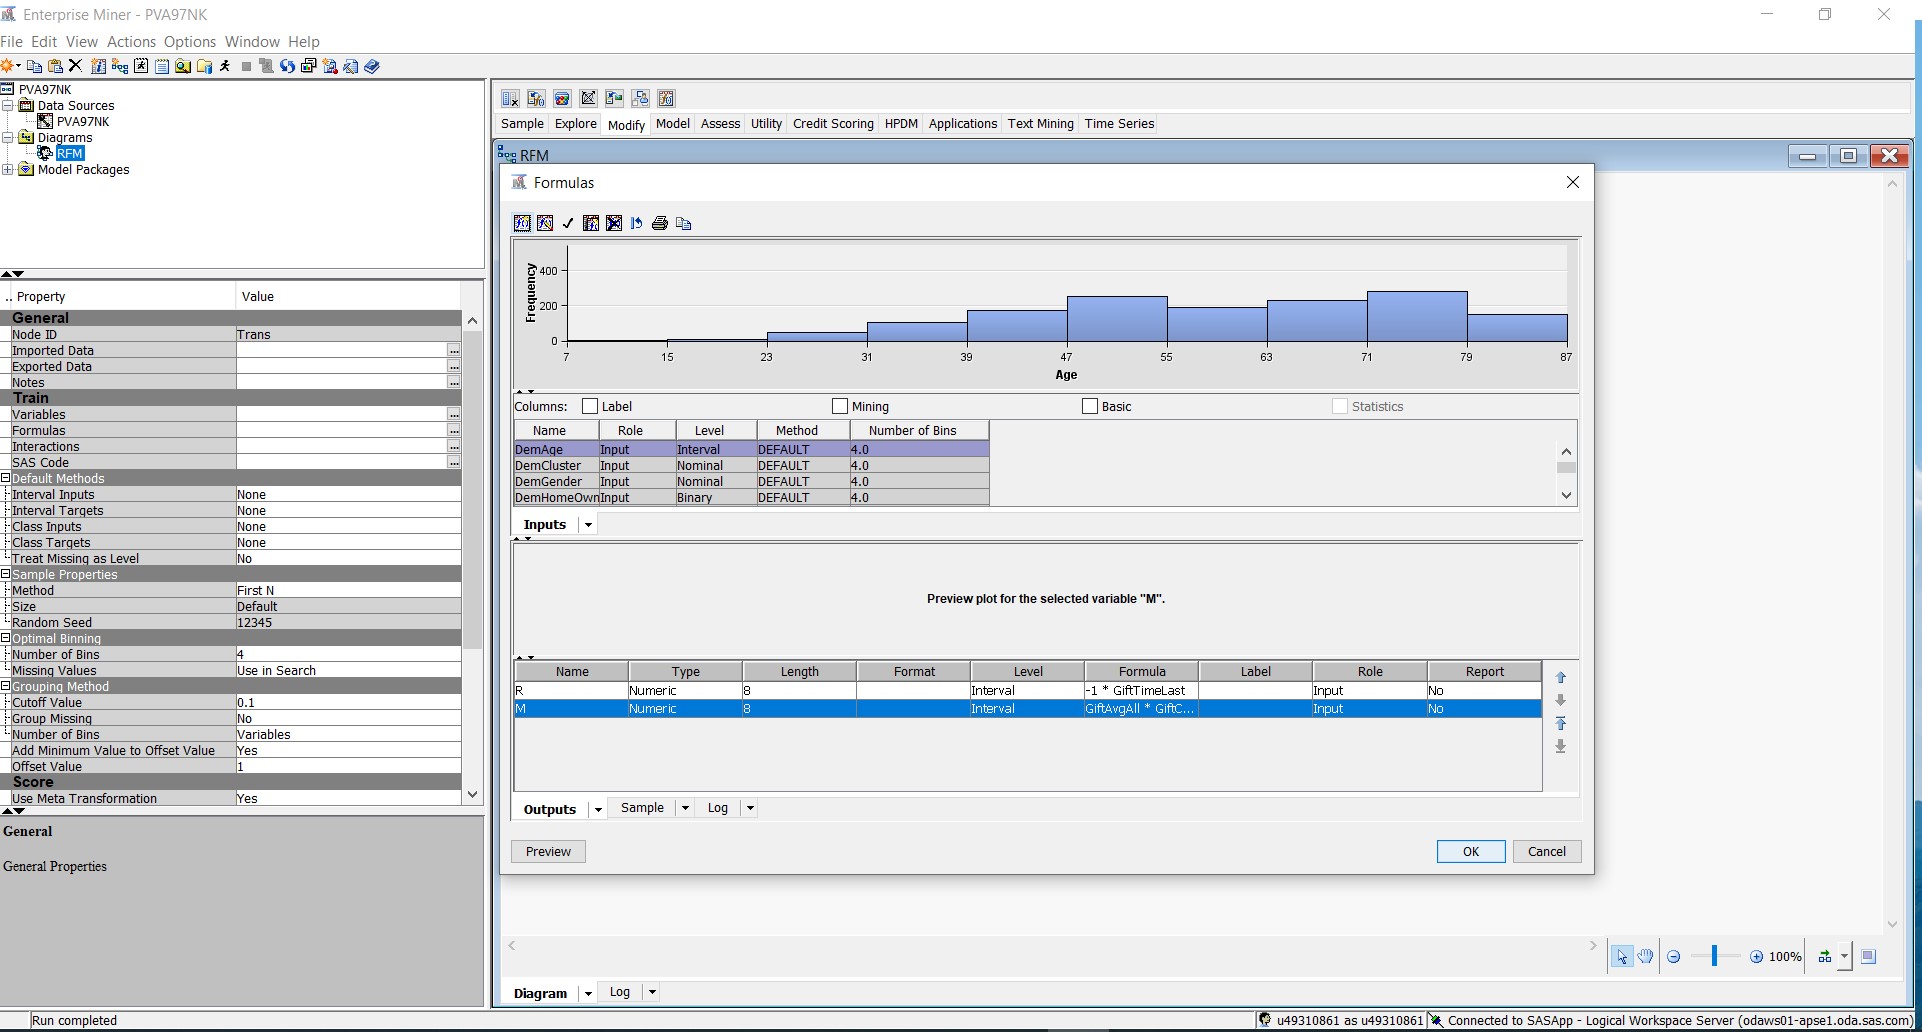 Enterprise Miner - PVA97NK
File Edit View Actions Options Window Help
PVA97NK
Data Sources
PVA97NK
Diagrams
RFM
Model Packages
.. Property Value
General
Node ID Trans
Imported Data ...
Exported Data ...
Notes ...
Train
Variables ...
Formulas ...
Interactions ...
SAS Code ...
Default Methods
Interval Inputs None
Interval Targets None
Class Inputs None
Class Targets None
Treat Missing as Level No
Sample Properties
Method First N
Size Default
Random Seed 12345
Optimal Binning
Number of Bins 4
Missing Values Use in Search
Grouping Method
Cutoff Value 0.1
Group Missing No
Number of Bins Variables
Add Minimum Value to Offset Value Yes
Offset Value 1
Score
Use Meta Transformation Yes
General
General Properties
Sample Explore Modify Model Assess Utility Credit Scoring HPDM Applications Text Mining Time Series
RFM
Formulas
Frequency
400
200
0
7 15 23 31 39 47 55 63 71 79 87
Age
Columns: Label Mining Basic Statistics
Name Role Level Method Number of Bins
DemAge Input Interval DEFAULT 4.0
DemCluster Input Nominal DEFAULT 4.0
DemGender Input Nominal DEFAULT 4.0
DemHomeOwn Input Binary DEFAULT 4.0
Inputs
Preview plot for the selected variable "M".
Name Type Length Format Level Formula Label Role Report
R Numeric 8 Interval -1 * GiftTimeLast Input No
M Numeric 8 Interval GiftAvgAll * GiftC... Input No
Outputs Sample Log
Preview OK Cancel
100%
Diagram Log
Run completed
u49310861 as u49310861 Connected to SASApp - Logical Workspace Server (odaws01-apse1.oda.sas.com)